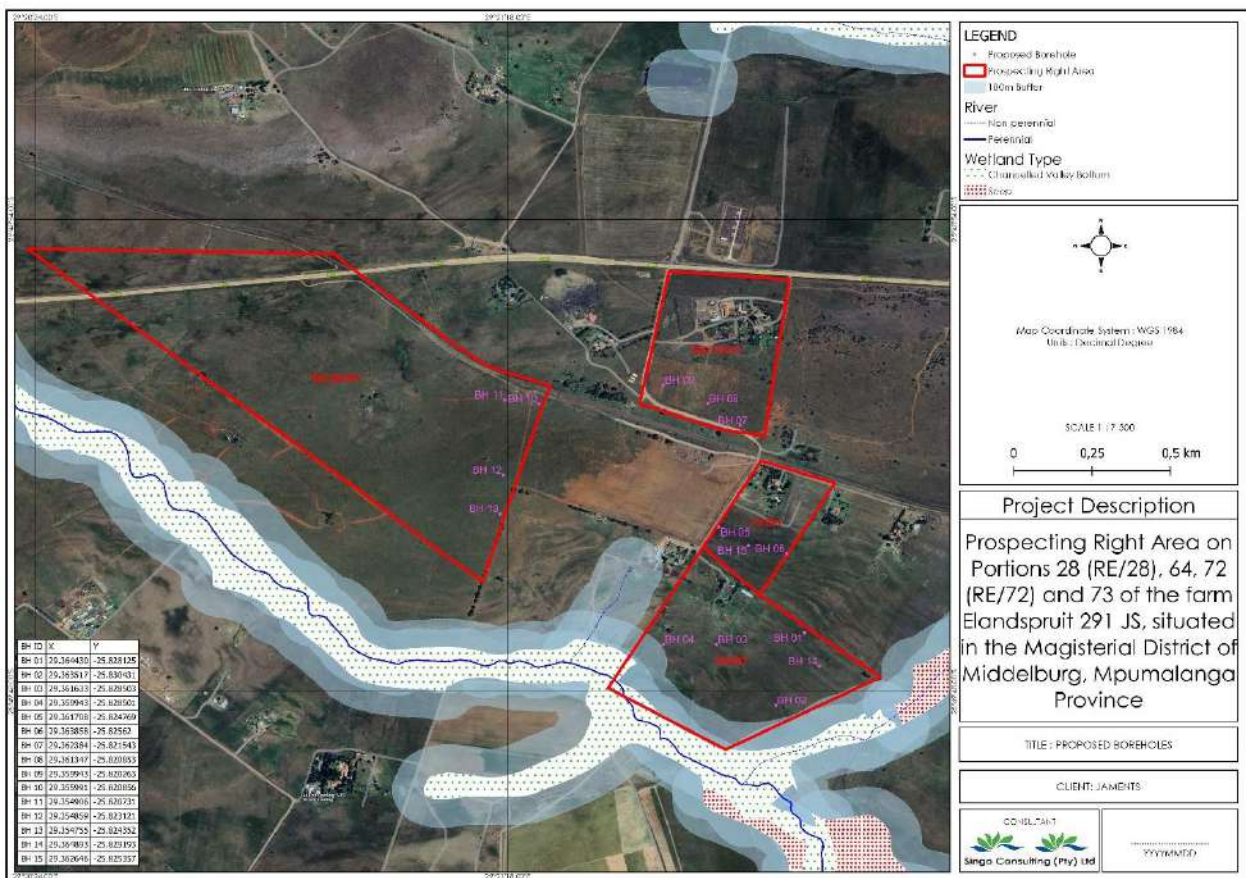 LEGEND
Proposed Borehole
Prospecting Right Area
100m Buffer
River
Non perennial
Perennial
Wetland Type
Channelled Valley Bottom
Seep
Map Coordinate System : WGS 1984
Units : Decimal Degree
SCALE 1 : 7 500
0 0,25 0,5 km
Project Description
Prospecting Right Area on
Portions 28 (RE/28), 64, 72
(RE/72) and 73 of the farm
Elandspruit 291 JS, situated
in the Magisterial District of
Middelburg, Mpumalanga
Province
TITLE : PROPOSED BOREHOLES
CLIENT: JAMENTS
CONSULTANT
Singo Consulting (Pty) Ltd
YYYYMMDD
BH 09
BH 08
BH 07
BH 11
BH 10
BH 12
BH 13
BH 05
BH 15
BH 06
BH 04
BH 03
BH 01
BH 14
BH 02
BH ID X Y
BH 01 29.364430 -25.828125
BH 02 29.363517 -25.830431
BH 03 29.361633 -25.828503
BH 04 29.359943 -25.828501
BH 05 29.361708 -25.824769
BH 06 29.363858 -25.82562
BH 07 29.362384 -25.821543
BH 08 29.361347 -25.820853
BH 09 29.359943 -25.820263
BH 10 29.355991 -25.820856
BH 11 29.354906 -25.820731
BH 12 29.354859 -25.823121
BH 13 29.354755 -25.824352
BH 14 29.364893 -25.829193
BH 15 29.362646 -25.825357